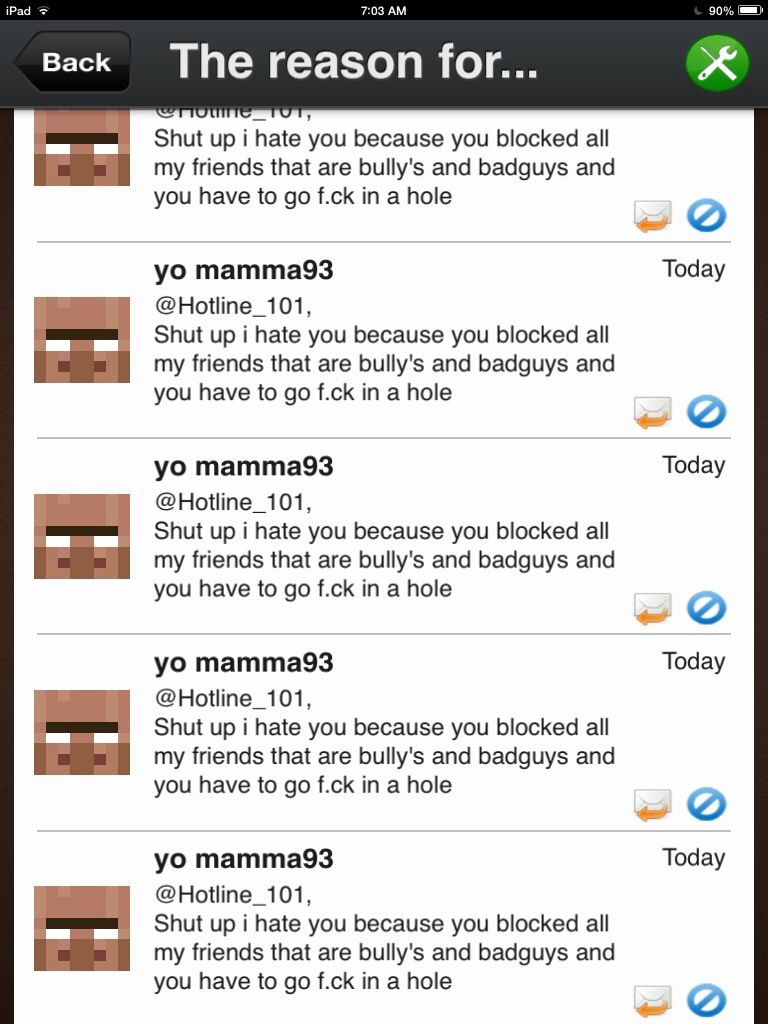 iPad 7:03 AM 90%
Back The reason for...
@Hotline_101,
Shut up i hate you because you blocked all
my friends that are bully's and badguys and
you have to go f.ck in a hole
yo mamma93 Today
@Hotline_101,
Shut up i hate you because you blocked all
my friends that are bully's and badguys and
you have to go f.ck in a hole
yo mamma93 Today
@Hotline_101,
Shut up i hate you because you blocked all
my friends that are bully's and badguys and
you have to go f.ck in a hole
yo mamma93 Today
@Hotline_101,
Shut up i hate you because you blocked all
my friends that are bully's and badguys and
you have to go f.ck in a hole
yo mamma93 Today
@Hotline_101,
Shut up i hate you because you blocked all
my friends that are bully's and badguys and
you have to go f.ck in a hole